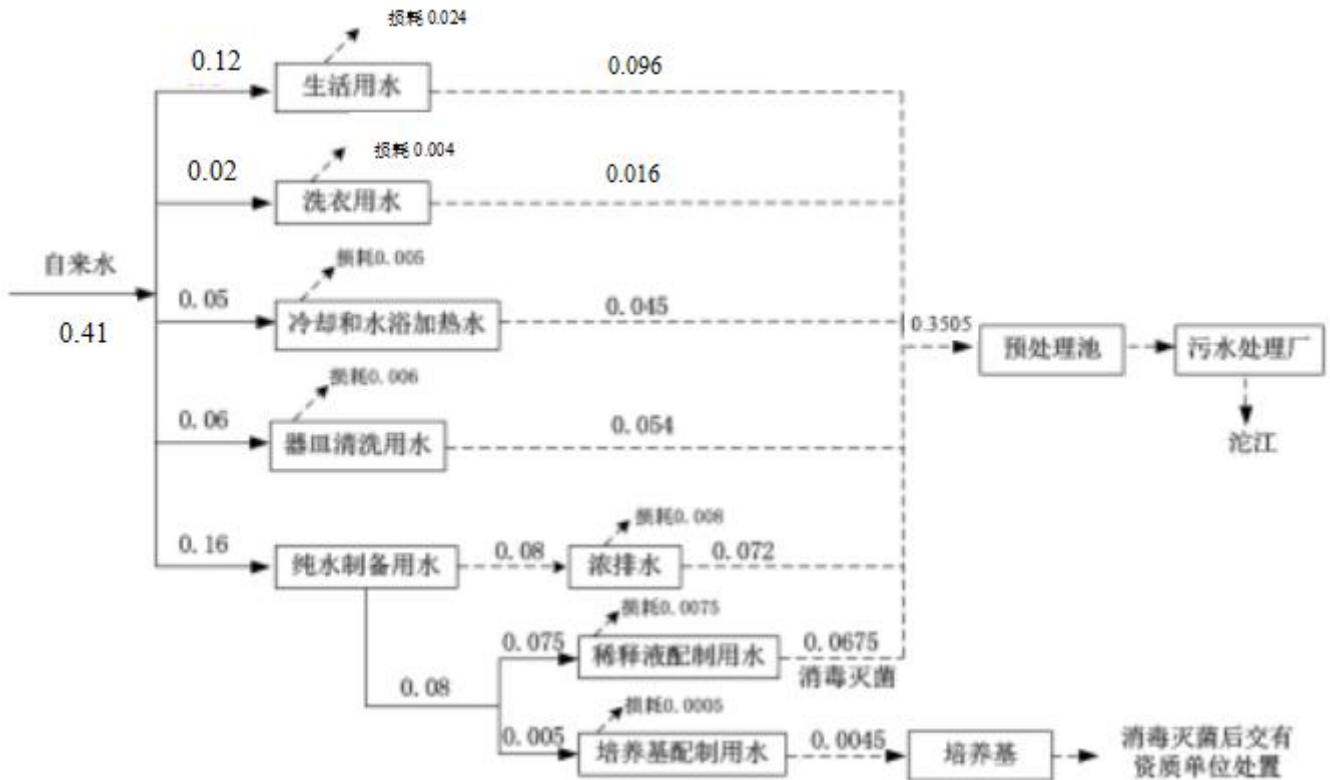 损耗 0.024
0.12
生活用水
0.096
损耗 0.004
0.02
洗衣用水
0.016
自来水
0.41
损耗0.005
0.05
冷却和水浴加热水
0.045
0.3505
预处理池
污水处理厂
沱江
损耗0.006
0.06
器皿清洗用水
0.054
0.16
纯水制备用水
0.08
损耗0.008
浓排水
0.072
0.08
损耗0.0075
0.075
稀释液配制用水
0.0675
消毒灭菌
损耗0.0005
0.005
培养基配制用水
0.0045
培养基
消毒灭菌后交有
资质单位处置